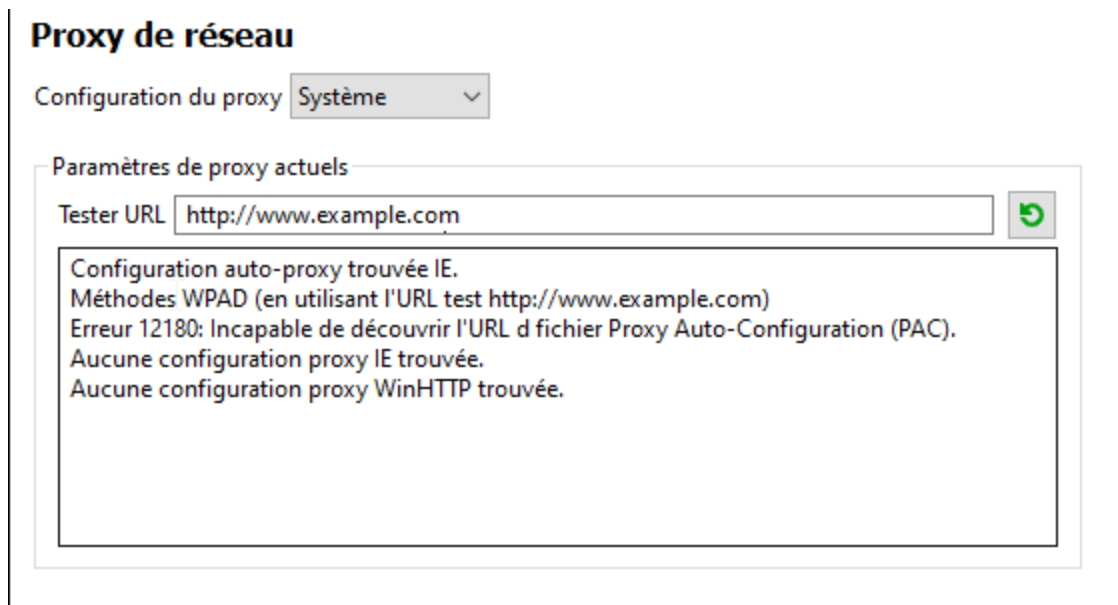 Proxy de réseau
Configuration du proxy Système
Paramètres de proxy actuels
Tester URL http://www.example.com
Configuration auto-proxy trouvée IE.
Méthodes WPAD (en utilisant l'URL test http://www.example.com)
Erreur 12180: Incapable de découvrir l'URL d fichier Proxy Auto-Configuration (PAC).
Aucune configuration proxy IE trouvée.
Aucune configuration proxy WinHTTP trouvée.